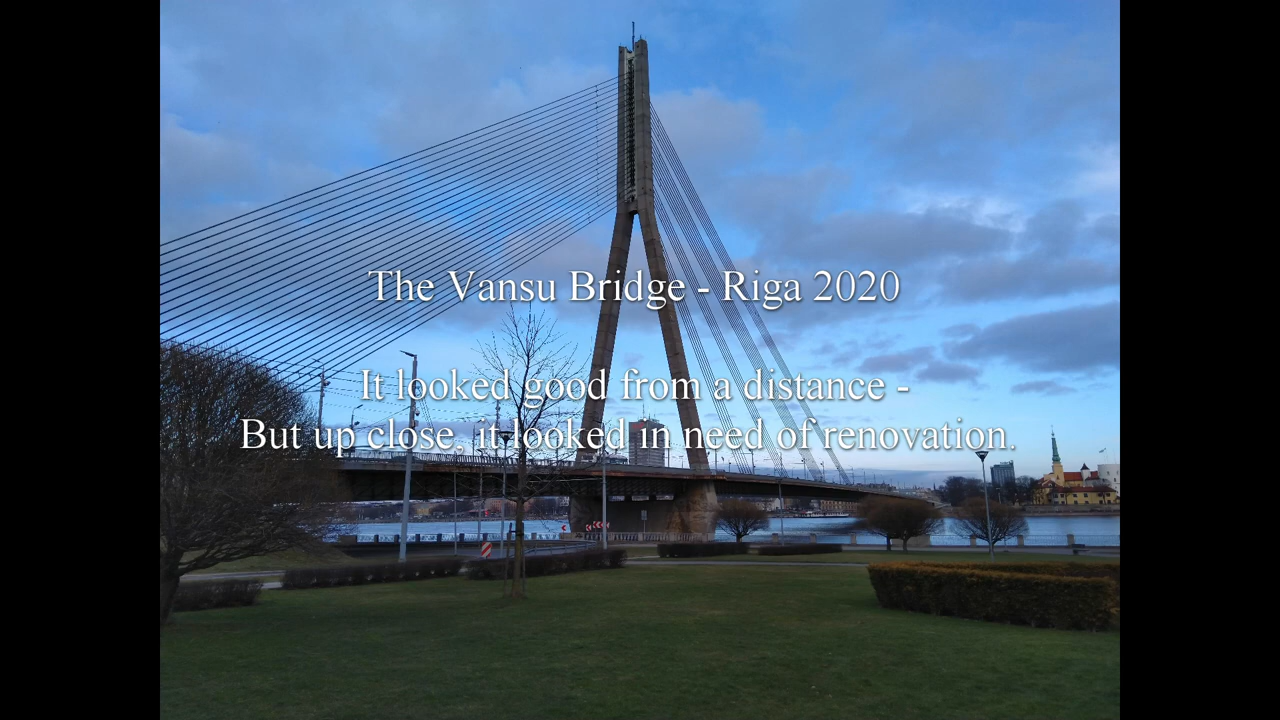 The Vansu Bridge - Riga 2020
It looked good from a distance -
But up close, it looked in need of renovation.